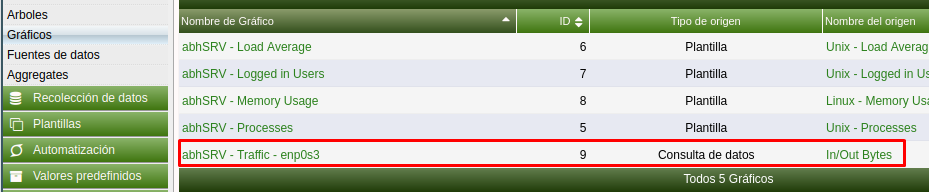 Arboles
Gráficos
Fuentes de datos
Aggregates
Recolección de datos
Plantillas
Automatización
Valores predefinidos
Nombre de Gráfico ID Tipo de origen Nombre del origen
abhSRV - Load Average 6 Plantilla Unix - Load Averag
abhSRV - Logged in Users 7 Plantilla Unix - Logged in Us
abhSRV - Memory Usage 8 Plantilla Linux - Memory Usa
abhSRV - Processes 5 Plantilla Unix - Processes
abhSRV - Traffic - enp0s3 9 Consulta de datos In/Out Bytes
Todos 5 Gráficos